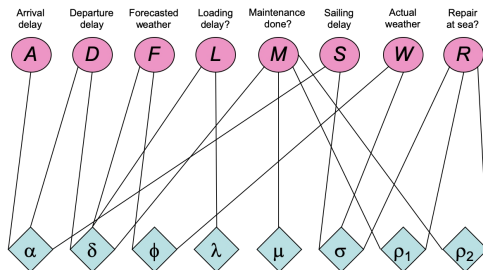 Arrival delay
Departure delay
Forecasted weather
Loading delay?
Maintenance done?
Sailing delay
Actual weather
Repair at sea?
A D F L M S W R
α δ φ λ μ σ ρ1 ρ2